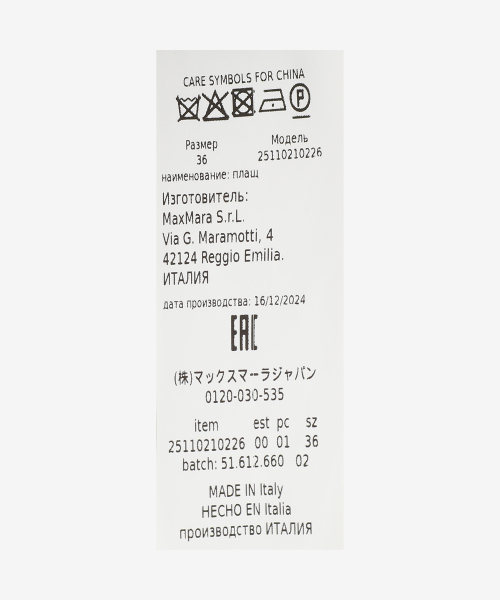 CARE SYMBOLS FOR CHINA
P
Размер Модель
36 25110210226
наименование: плащ
Изготовитель:
MaxMara S.r.L.
Via G. Maramotti, 4
42124 Reggio Emilia.
ИТАЛИЯ
дата производства: 16/12/2024
EAC
(株)マックスマーラジャパン
0120-030-535
item est pc sz
25110210226 00 01 36
batch: 51.612.660 02
MADE IN Italy
HECHO EN Italia
производство ИТАЛИЯ